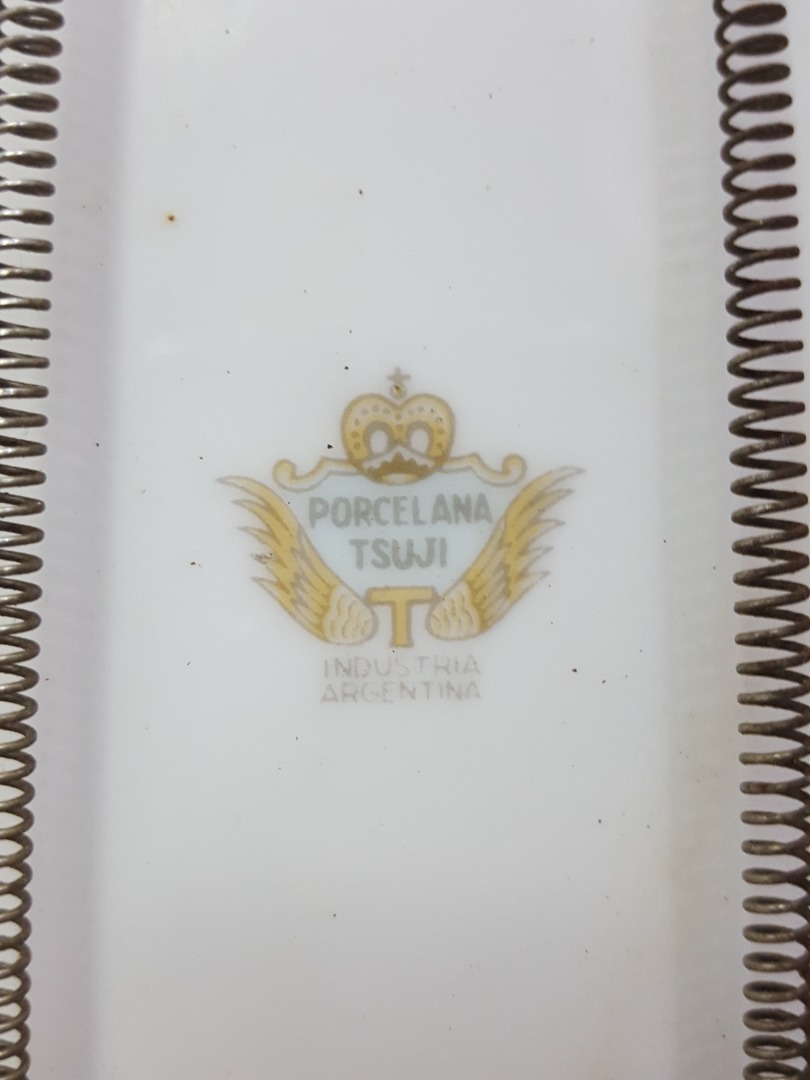 PORCELANA
TSUJI
T
INDUSTRIA
ARGENTINA